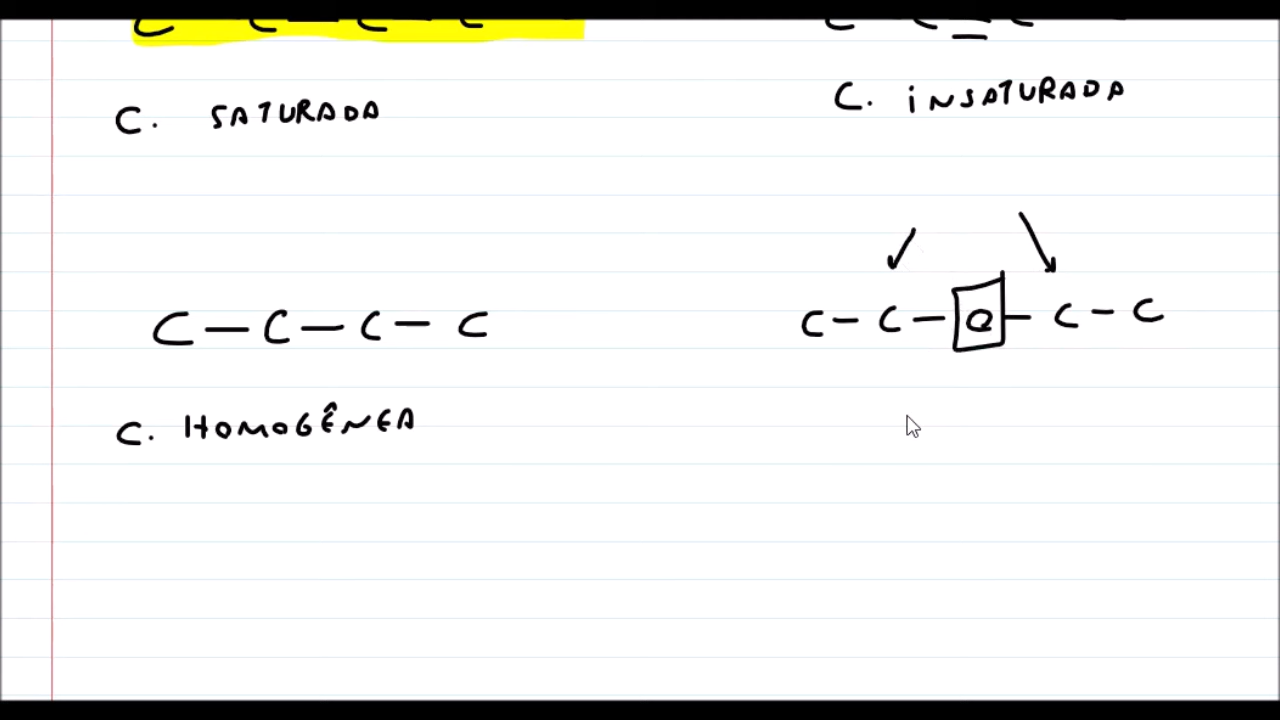 C. SATURADA
C. iNSATURADA
C — C — C — C
C - C - O - C - C
C. HOMOGÊNEA